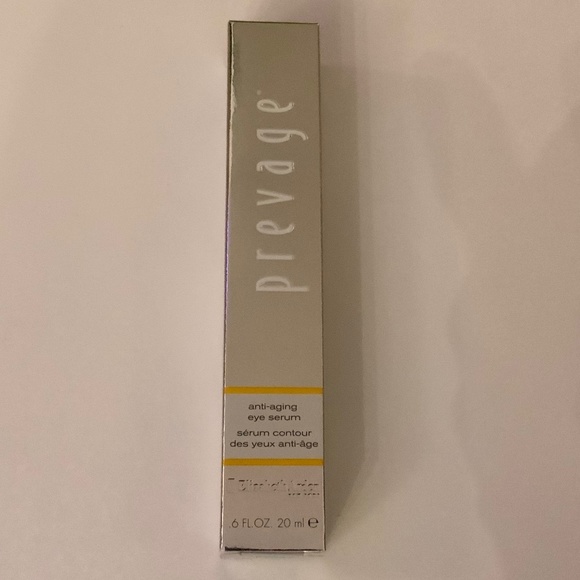 prevage
anti-aging
eye serum
sérum contour
des yeux anti-âge
.6 FL.OZ. 20 ml ℮